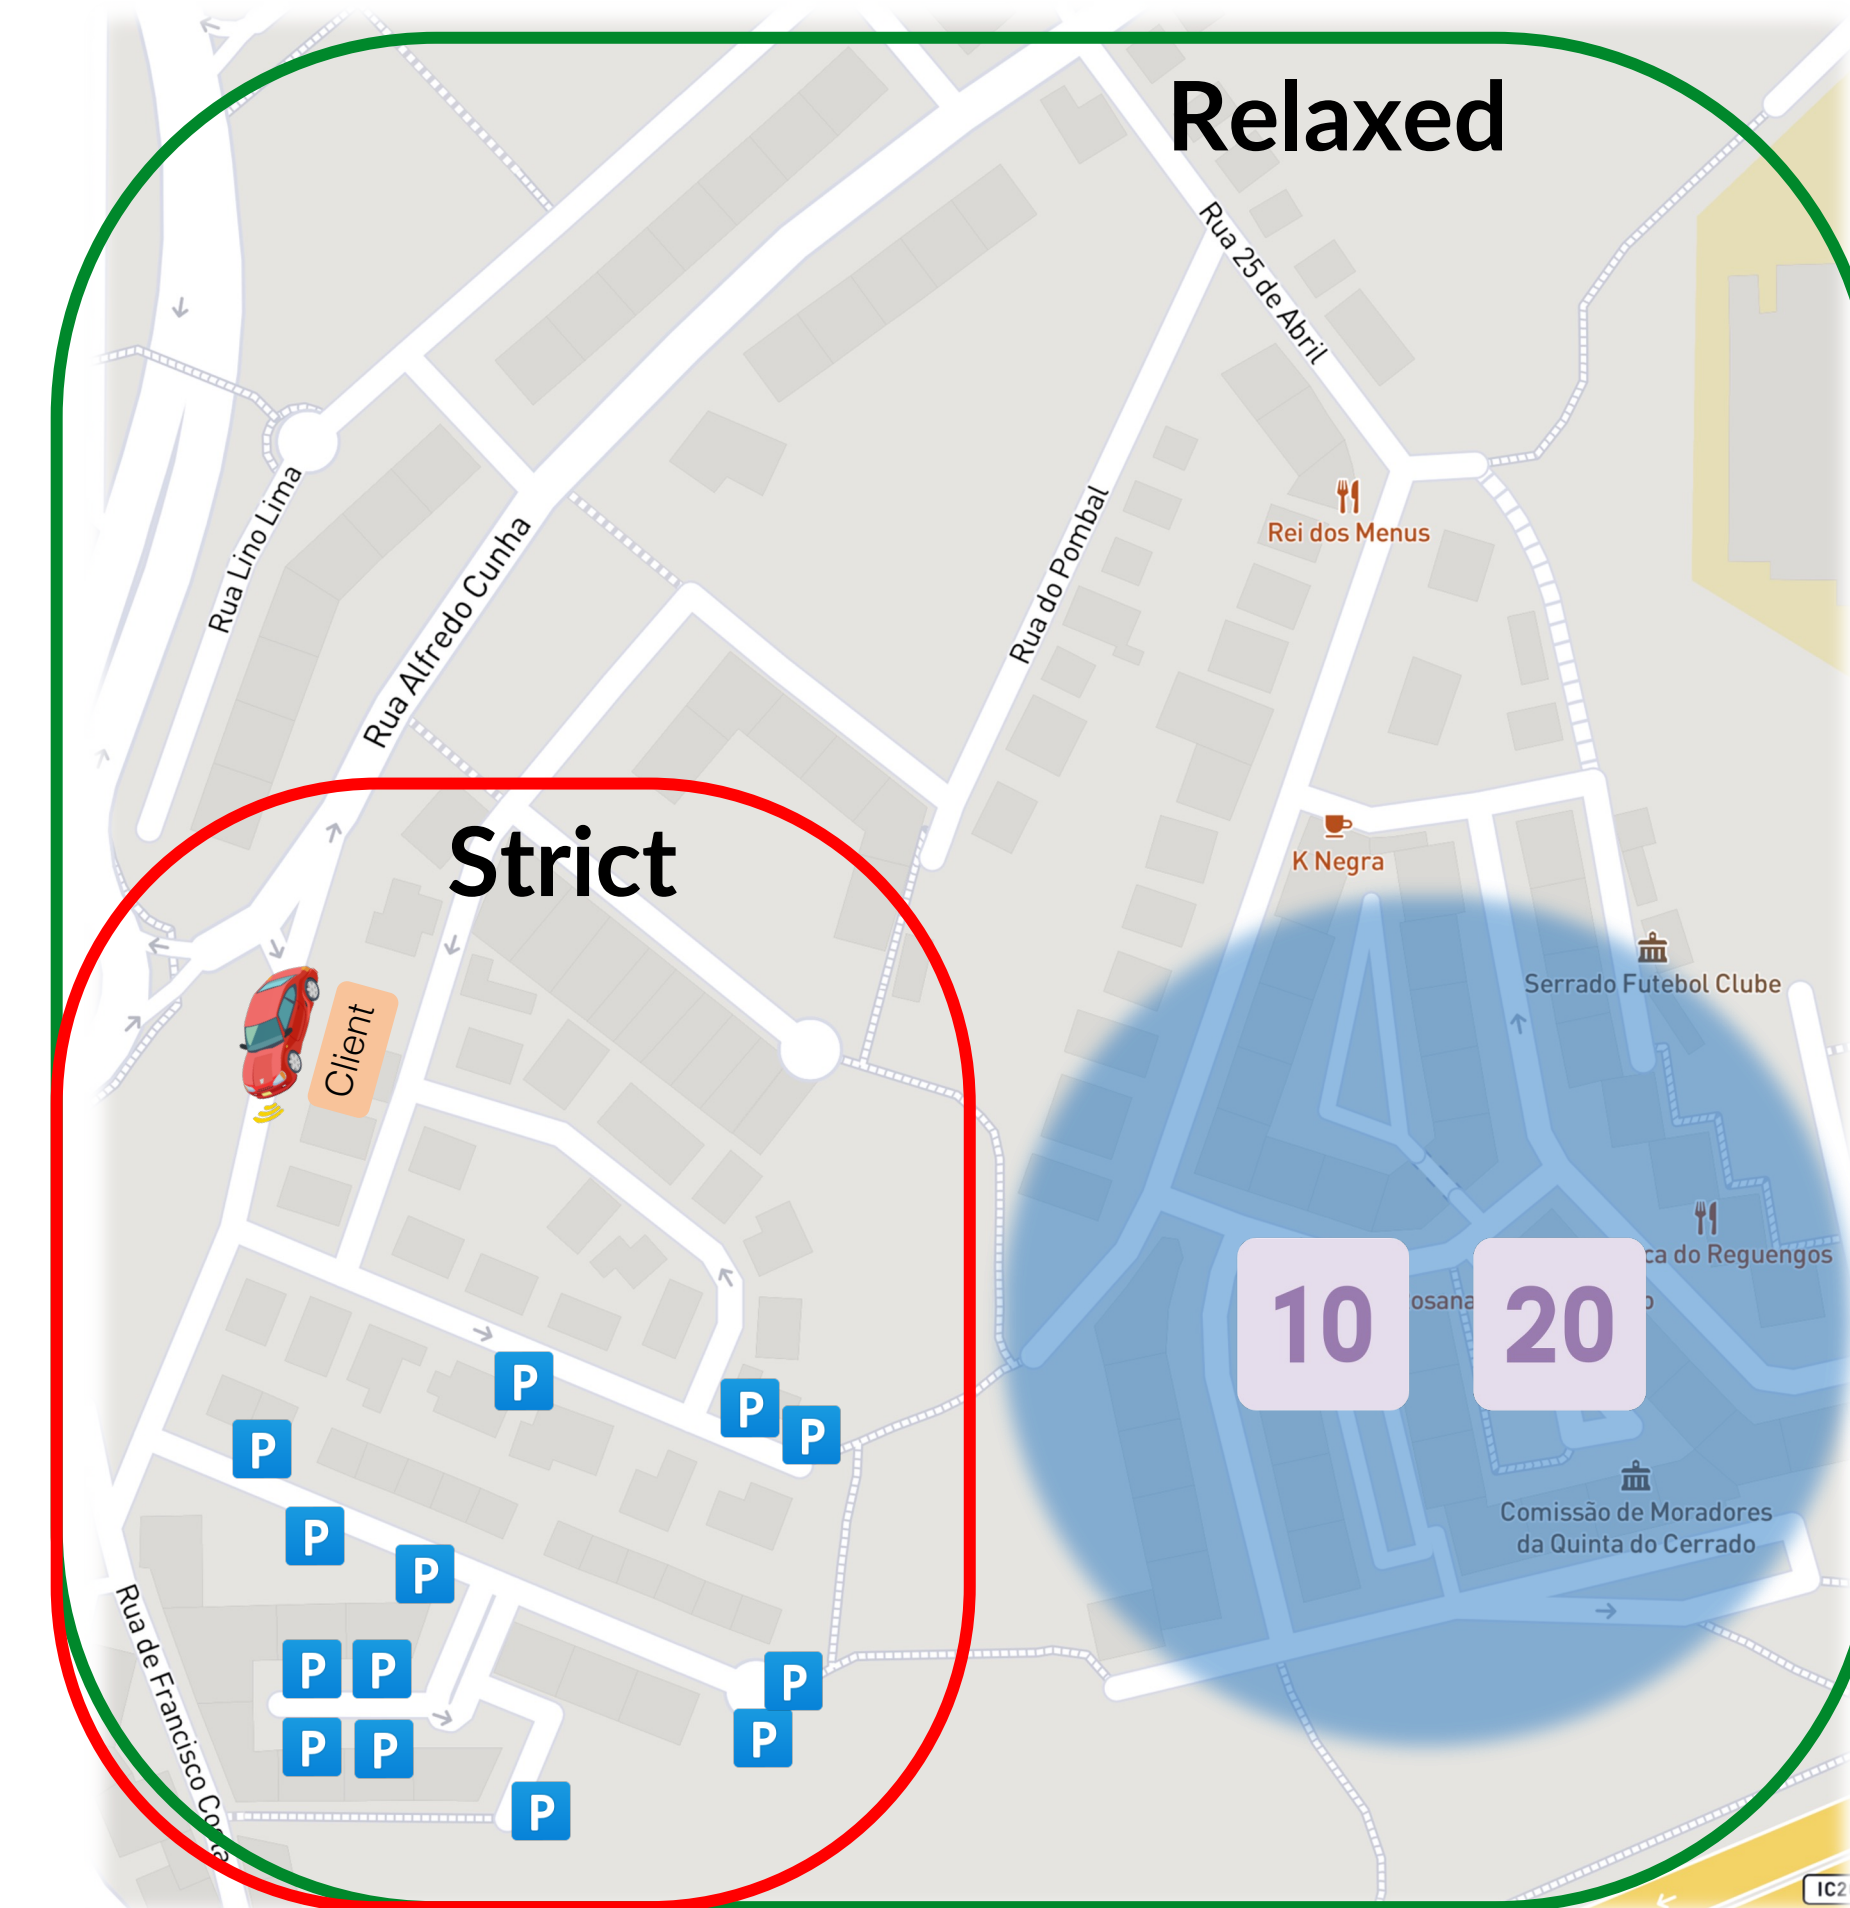 Relaxed
Rua 25 de Abril
Rua Lino Lima
Rua Alfredo Cunha
Rua do Pombal
Rei dos Menus
Strict
K Negra
Serrado Futebol Clube
Client
ca do Reguengos
10
osana
20
P
P
P
P
P
P
Comissão de Moradores
da Quinta do Cerrado
Rua de Francisco Costa
P
P
P
P
P
P
P
IC2